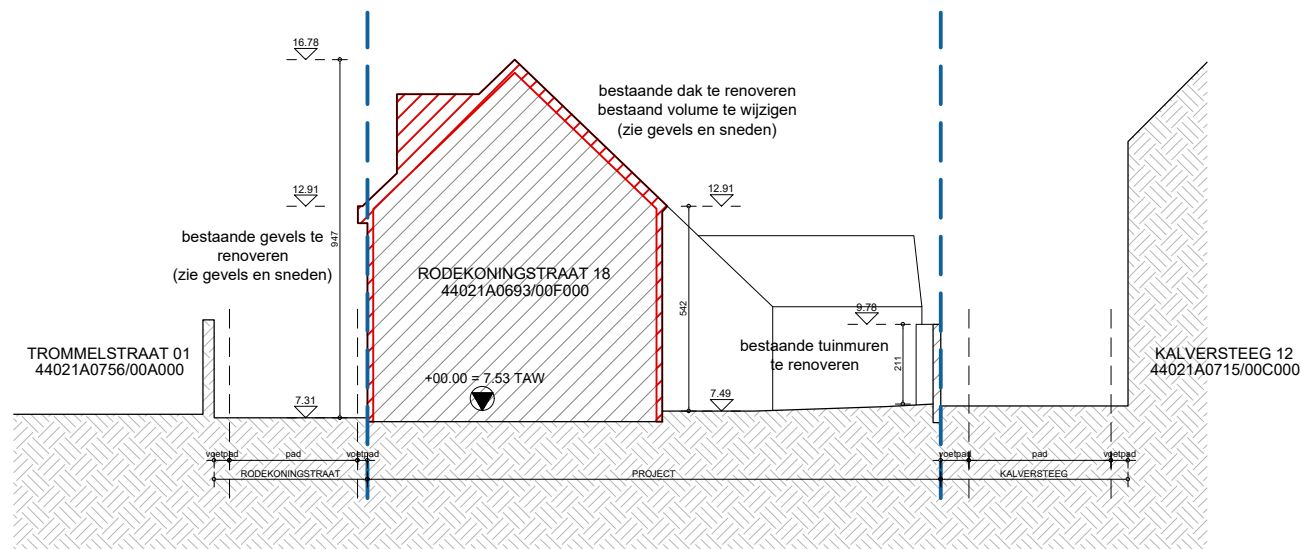 16.78
bestaande dak te renoveren
bestaand volume te wijzigen
(zie gevels en sneden)
12.91
12.91
947
bestaande gevels te
renoveren
(zie gevels en sneden)
RODEKONINGSTRAAT 18
44021A0693/00F000
542
9.78
211
bestaande tuinmuren
te renoveren
TROMMELSTRAAT 01
44021A0756/00A000
KALVERSTEEG 12
44021A0715/00C000
+00.00 = 7.53 TAW
7.31
7.49
voetpad
pad
voetpad
voetpad
pad
voetpad
RODEKONINGSTRAAT
PROJECT
KALVERSTEEG